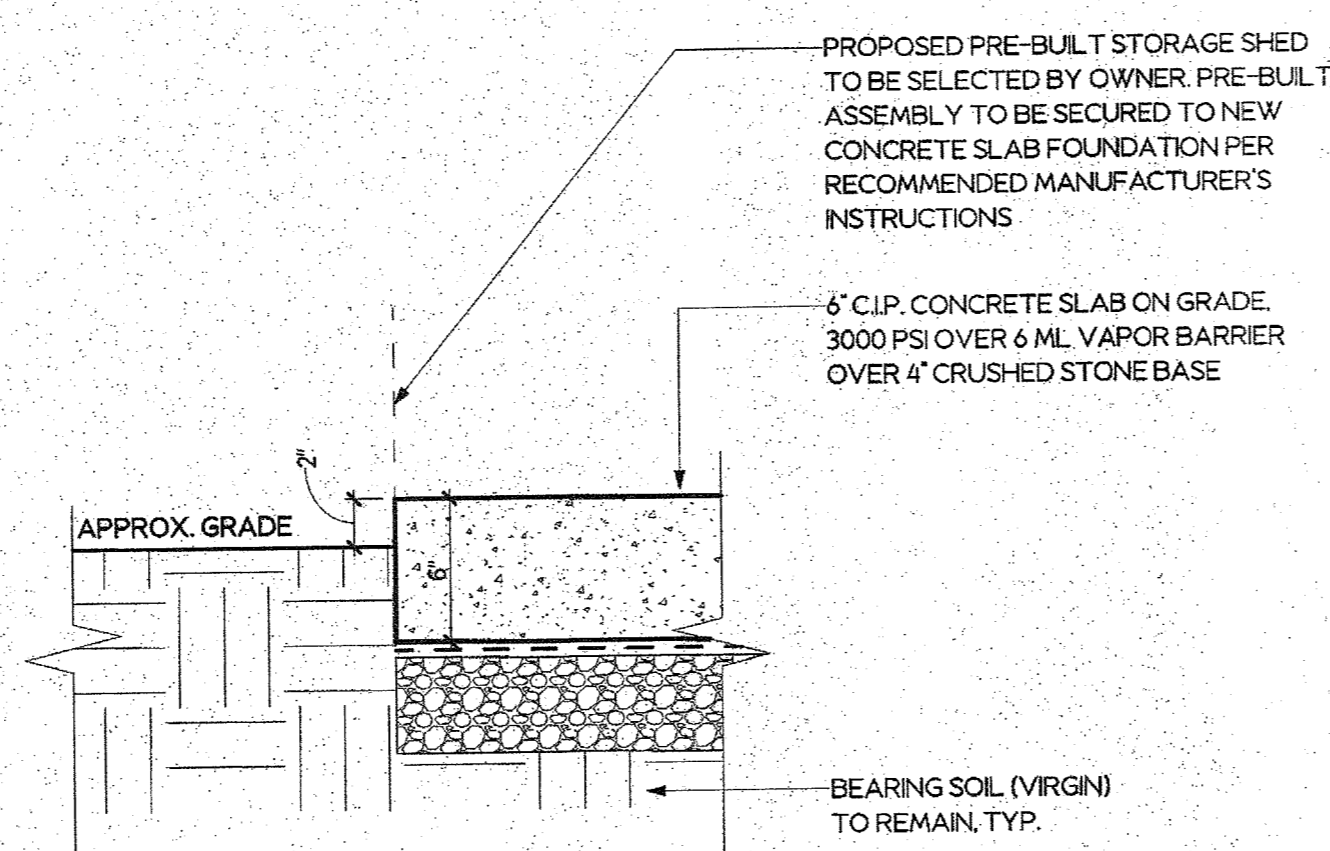 PROPOSED PRE-BUILT STORAGE SHED
TO BE SELECTED BY OWNER. PRE-BUILT
ASSEMBLY TO BE SECURED TO NEW
CONCRETE SLAB FOUNDATION PER
RECOMMENDED MANUFACTURER'S
INSTRUCTIONS
6" C.I.P. CONCRETE SLAB ON GRADE,
3000 PSI OVER 6 ML VAPOR BARRIER
OVER 4" CRUSHED STONE BASE
2"
APPROX. GRADE
6"
BEARING SOIL (VIRGIN)
TO REMAIN, TYP.